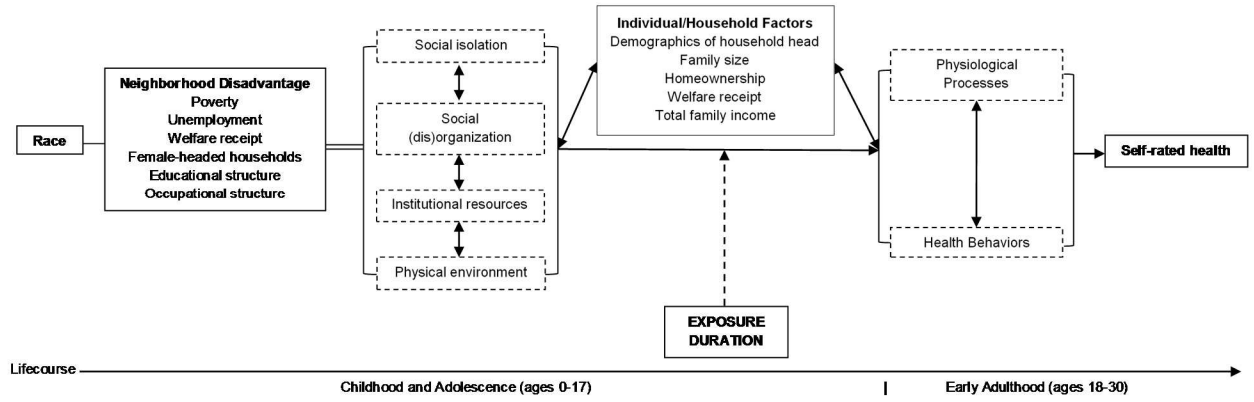 Race
Neighborhood Disadvantage
Poverty
Unemployment
Welfare receipt
Female-headed households
Educational structure
Occupational structure
Social isolation
Social
(dis)organization
Institutional resources
Physical environment
Individual/Household Factors
Demographics of household head
Family size
Homeownership
Welfare receipt
Total family income
EXPOSURE
DURATION
Physiological
Processes
Health Behaviors
Self-rated health
Lifecourse
Childhood and Adolescence (ages 0-17)
Early Adulthood (ages 18-30)